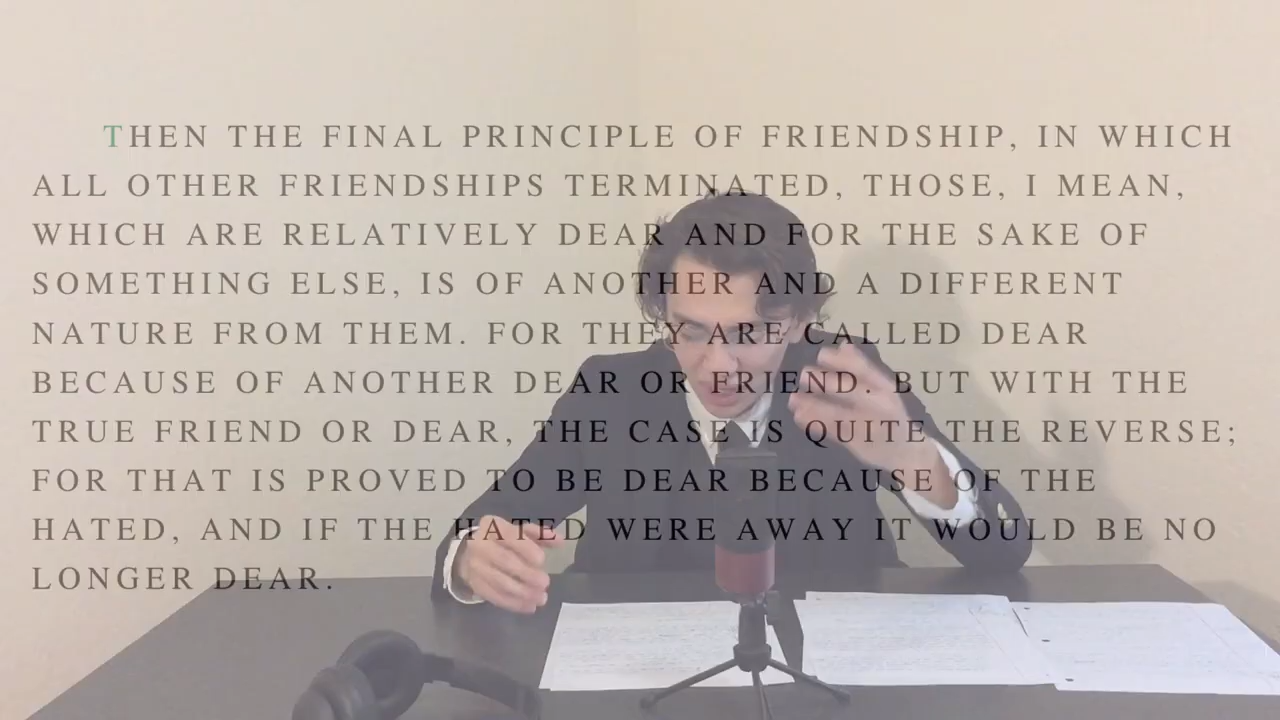 THEN THE FINAL PRINCIPLE OF FRIENDSHIP, IN WHICH
ALL OTHER FRIENDSHIPS TERMINATED, THOSE, I MEAN,
WHICH ARE RELATIVELY DEAR AND FOR THE SAKE OF
SOMETHING ELSE, IS OF ANOTHER AND A DIFFERENT
NATURE FROM THEM. FOR THEY ARE CALLED DEAR
BECAUSE OF ANOTHER DEAR OR FRIEND. BUT WITH THE
TRUE FRIEND OR DEAR, THE CASE IS QUITE THE REVERSE;
FOR THAT IS PROVED TO BE DEAR BECAUSE OF THE
HATED, AND IF THE HATED WERE AWAY IT WOULD BE NO
LONGER DEAR.